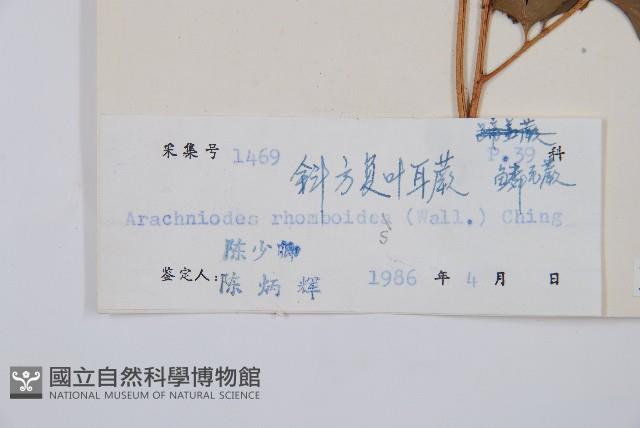 采集号 1469 P.39 科
斜方复叶耳蕨 鳞毛蕨
Arachniodes rhomboidea (Wall.) Ching
s
陈少卿
鉴定人: 陈炳辉 1986 年 4 月 日
國立自然科學博物館
NATIONAL MUSEUM OF NATURAL SCIENCE